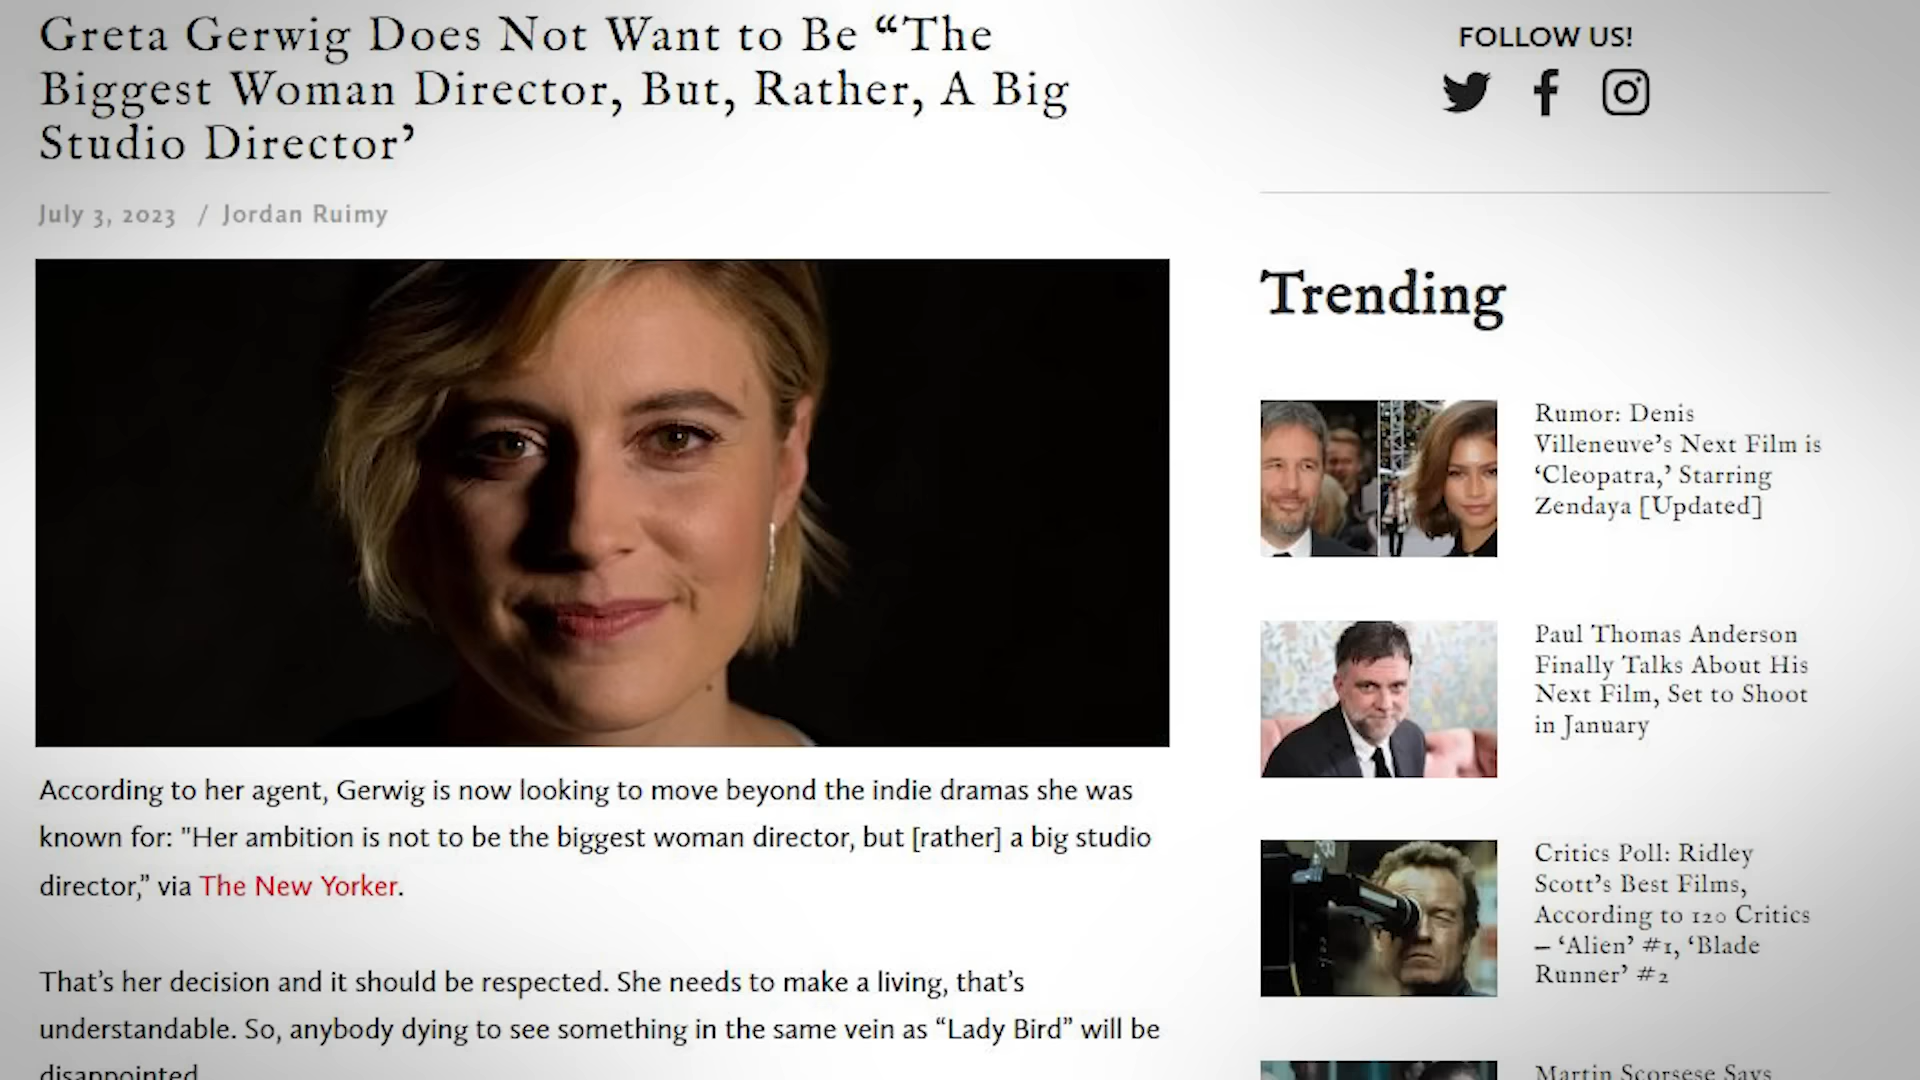 Greta Gerwig Does Not Want to Be “The
Biggest Woman Director, But, Rather, A Big
Studio Director’
July 3, 2023 / Jordan Ruimy
According to her agent, Gerwig is now looking to move beyond the indie dramas she was
known for: "Her ambition is not to be the biggest woman director, but [rather] a big studio
director,” via The New Yorker.
That’s her decision and it should be respected. She needs to make a living, that’s
understandable. So, anybody dying to see something in the same vein as “Lady Bird” will be
disappointed.
FOLLOW US!
Trending
Rumor: Denis
Villeneuve’s Next Film is
‘Cleopatra,’ Starring
Zendaya [Updated]
Paul Thomas Anderson
Finally Talks About His
Next Film, Set to Shoot
in January
Critics Poll: Ridley
Scott’s Best Films,
According to 120 Critics
– ‘Alien’ #1, ‘Blade
Runner’ #2
Martin Scorsese Says